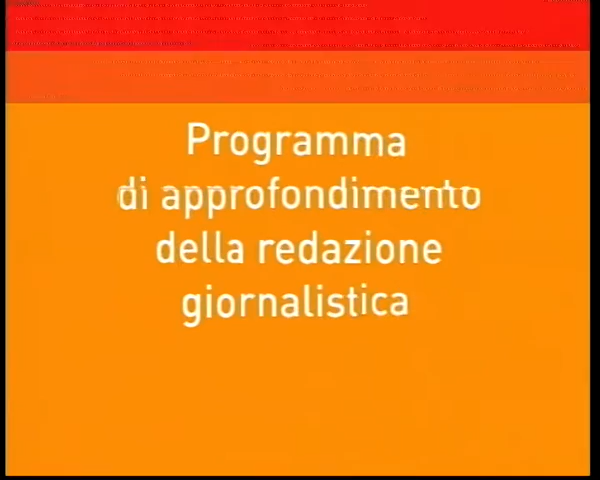 Programma
di approfondimento
della redazione
giornalistica